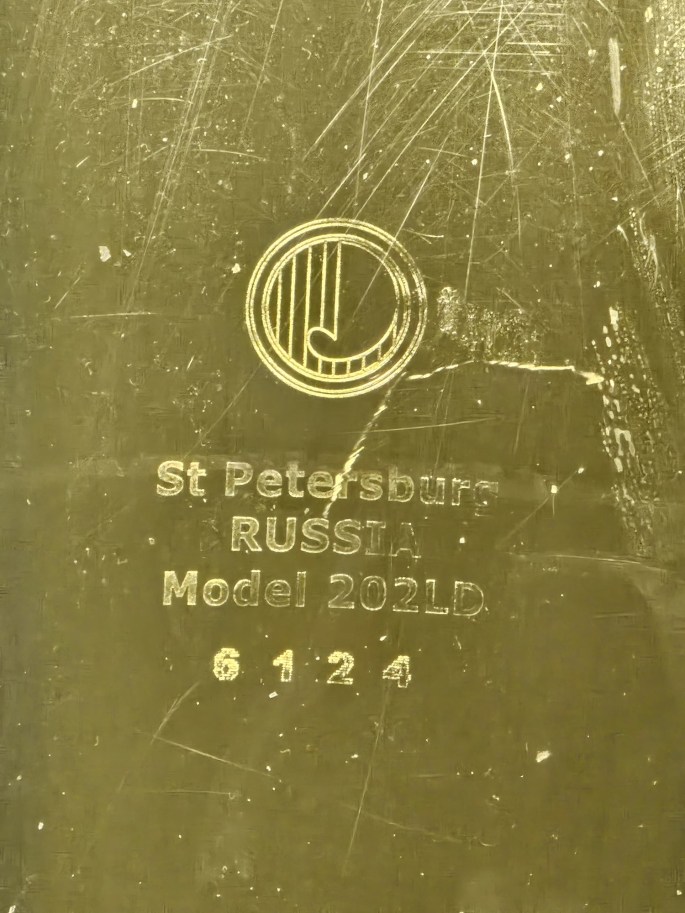 St Petersburg
RUSSIA
Model 202LD
6124